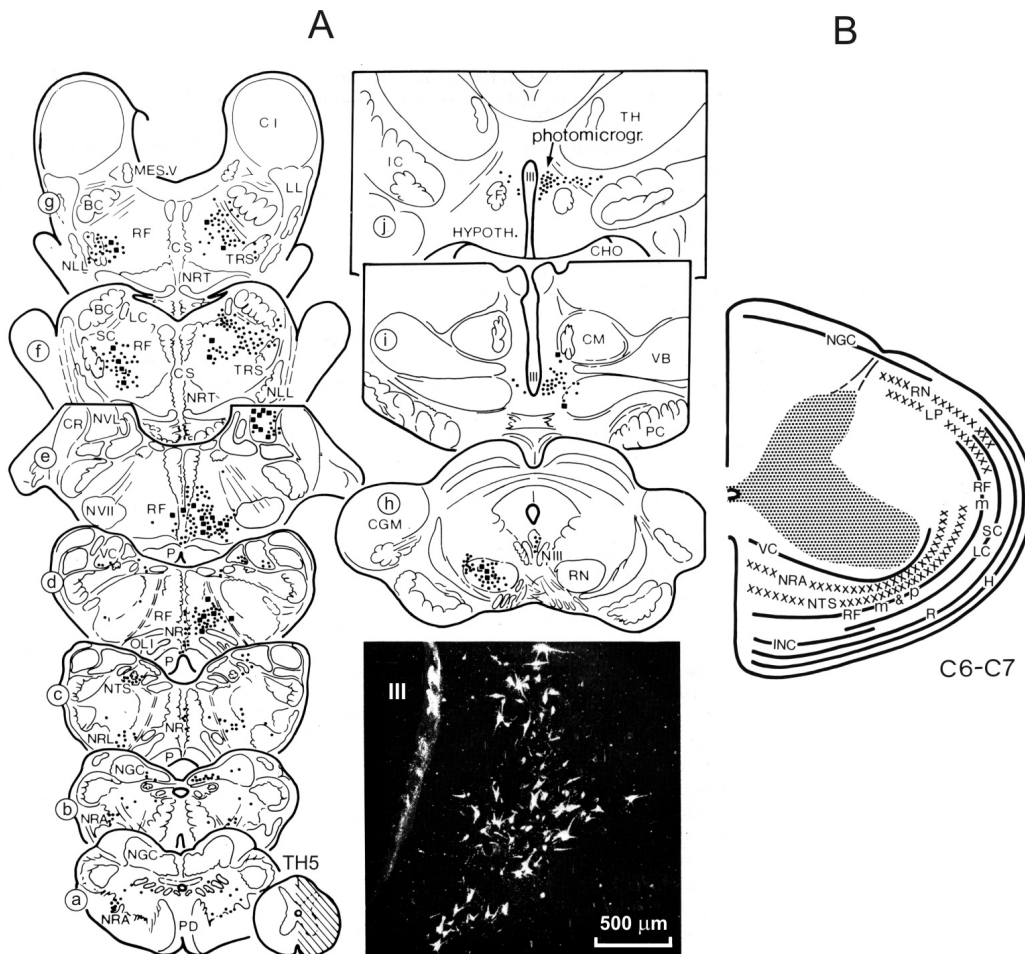 A
B
CI
MES.V
LL
BC
g
RF
CS
NLL
NRT
TRS
BC
LC
SC
RF
f
CS
TRS
NRT
NLL
CR
NVL
e
RF
NVII
P
VC
d
RF
NR
OLI
P
NTS
S
c
NR
NRL
P
NGC
b
NRA
NGC
TH5
a
NRA
PD
TH
photomicrogr.
IC
III
F
j
HYPOTH.
CHO
i
CM
VB
III
PC
h
CGM
NIII
RN
III
500 µm
NGC
RN
LP
RF
m
SC
VC
LC
NRA
H
NTS
m & p
RF
R
INC
C6-C7